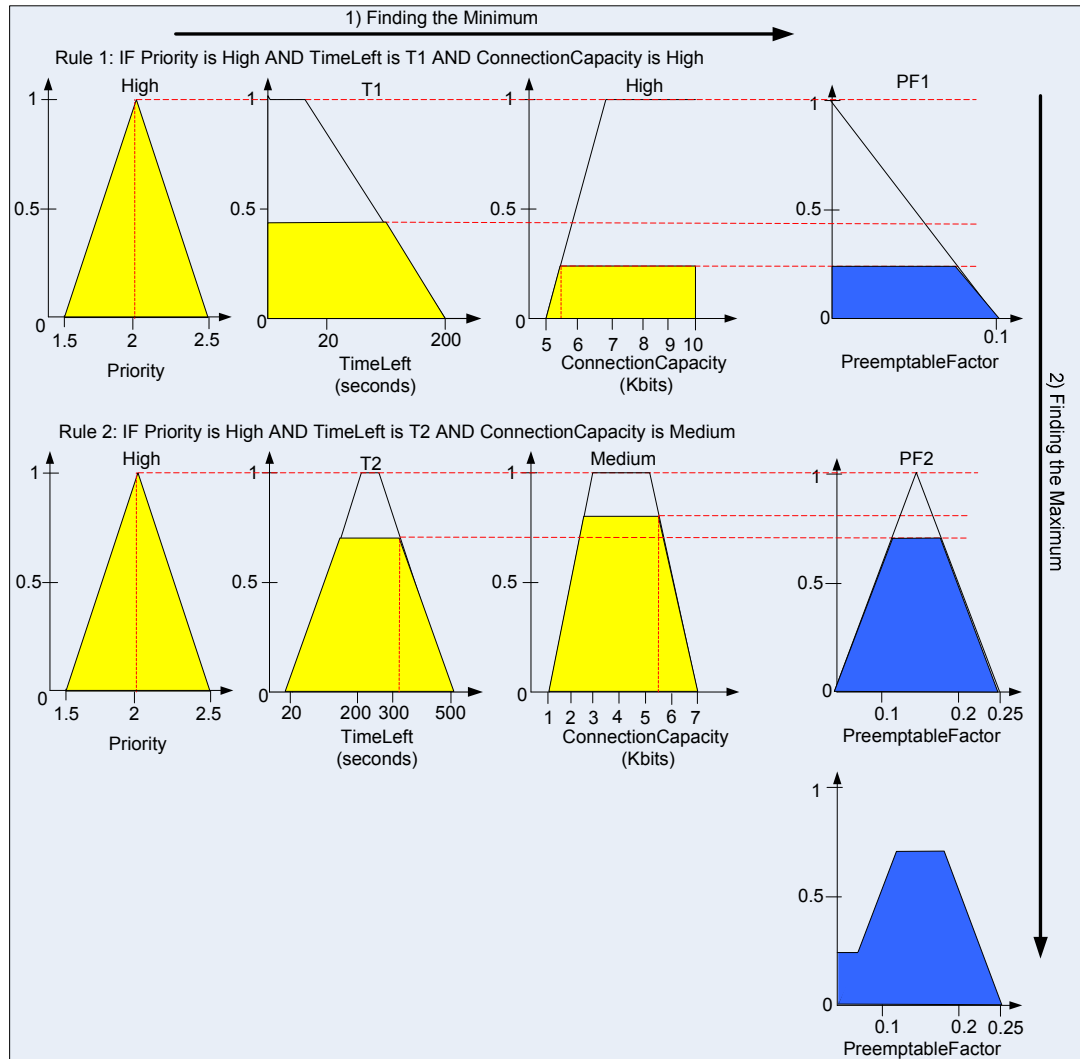 1) Finding the Minimum
Rule 1: IF Priority is High AND TimeLeft is T1 AND ConnectionCapacity is High
High
T1
High
PF1
1
1
1
1
0.5
0.5
0.5
0.5
0
0
0
0
1.5 2 2.5
20 200
5 6 7 8 9 10
0.1
Priority
TimeLeft
(seconds)
ConnectionCapacity
(Kbits)
PreemptableFactor
2) Finding the Maximum
Rule 2: IF Priority is High AND TimeLeft is T2 AND ConnectionCapacity is Medium
High
T2
Medium
PF2
1
1
1
1
0.5
0.5
0.5
0.5
0
0
0
0
1.5 2 2.5
20 200 300 500
1 2 3 4 5 6 7
0.1 0.2 0.25
Priority
TimeLeft
(seconds)
ConnectionCapacity
(Kbits)
PreemptableFactor
1
0.5
0
0.1 0.2 0.25
PreemptableFactor